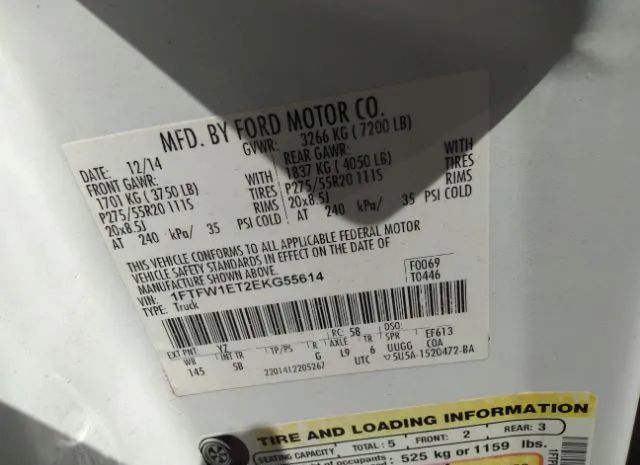 MFD. BY FORD MOTOR CO.
DATE: 12/14 GVWR: 3266 KG (7200 LB)
FRONT GAWR: REAR GAWR:
1701 KG (3750 LB) WITH 1837 KG (4050 LB) WITH
P275/55R20 111S TIRES P275/55R20 111S TIRES
20x8.5J RIMS 20x8.5J RIMS
AT 240 kPa/ 35 PSI COLD AT 240 kPa/ 35 PSI COLD
THIS VEHICLE CONFORMS TO ALL APPLICABLE FEDERAL MOTOR
VEHICLE SAFETY STANDARDS IN EFFECT ON THE DATE OF
MANUFACTURE SHOWN ABOVE.
VIN: 1FTFW1ET2EKG55614 F0069
TYPE: Truck T0446
EXT PNT: YZ RC: 58 DSO:
WB INT TR TP/PS R AXLE TR SPR EF613
145 5B G L9 6 UUGG COA
2201412205267 UTC 5U5A-1520472-BA
TIRE AND LOADING INFORMATION
SEATING CAPACITY TOTAL: 5 FRONT: 2 REAR: 3
of occupants 525 kg or 1159 lbs.